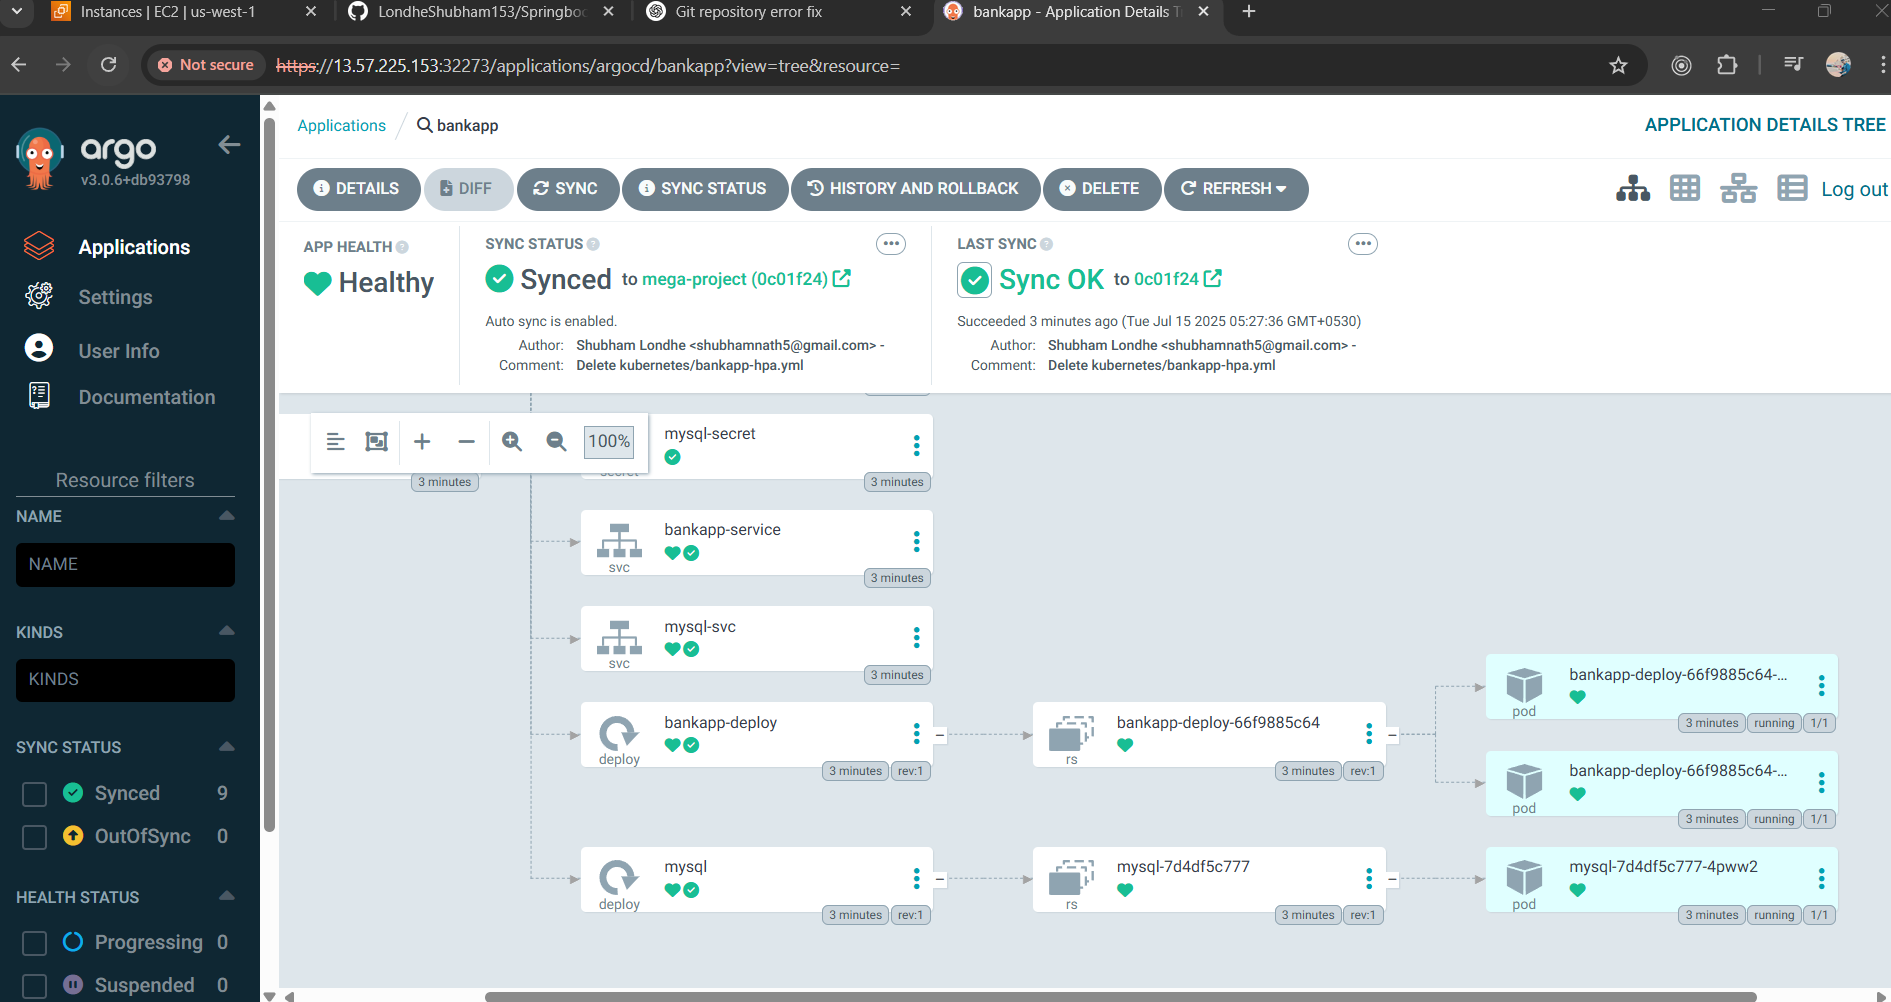 Instances | EC2 | us-west-1
LondheShubham153/Springboo
Git repository error fix
bankapp - Application Details T
Not secure
https://13.57.225.153:32273/applications/argocd/bankapp?view=tree&resource=
argo
v3.0.6+db93798
Applications
Settings
User Info
Documentation
Resource filters
NAME
NAME
KINDS
KINDS
SYNC STATUS
Synced 9
OutOfSync 0
HEALTH STATUS
Progressing 0
Suspended 0
Applications / bankapp
APPLICATION DETAILS TREE
DETAILS
DIFF
SYNC
SYNC STATUS
HISTORY AND ROLLBACK
DELETE
REFRESH
Log out
APP HEALTH
Healthy
SYNC STATUS
Synced to mega-project (0c01f24)
Auto sync is enabled.
Author: Shubham Londhe <shubhamnath5@gmail.com> -
Comment: Delete kubernetes/bankapp-hpa.yml
LAST SYNC
Sync OK to 0c01f24
Succeeded 3 minutes ago (Tue Jul 15 2025 05:27:36 GMT+0530)
Author: Shubham Londhe <shubhamnath5@gmail.com> -
Comment: Delete kubernetes/bankapp-hpa.yml
100%
3 minutes
mysql-secret
secret
3 minutes
bankapp-service
svc
3 minutes
mysql-svc
svc
3 minutes
bankapp-deploy
deploy
3 minutes rev:1
bankapp-deploy-66f9885c64
rs
3 minutes rev:1
bankapp-deploy-66f9885c64-...
pod
3 minutes running 1/1
bankapp-deploy-66f9885c64-...
pod
3 minutes running 1/1
mysql
deploy
3 minutes rev:1
mysql-7d4df5c777
rs
3 minutes rev:1
mysql-7d4df5c777-4pww2
pod
3 minutes running 1/1